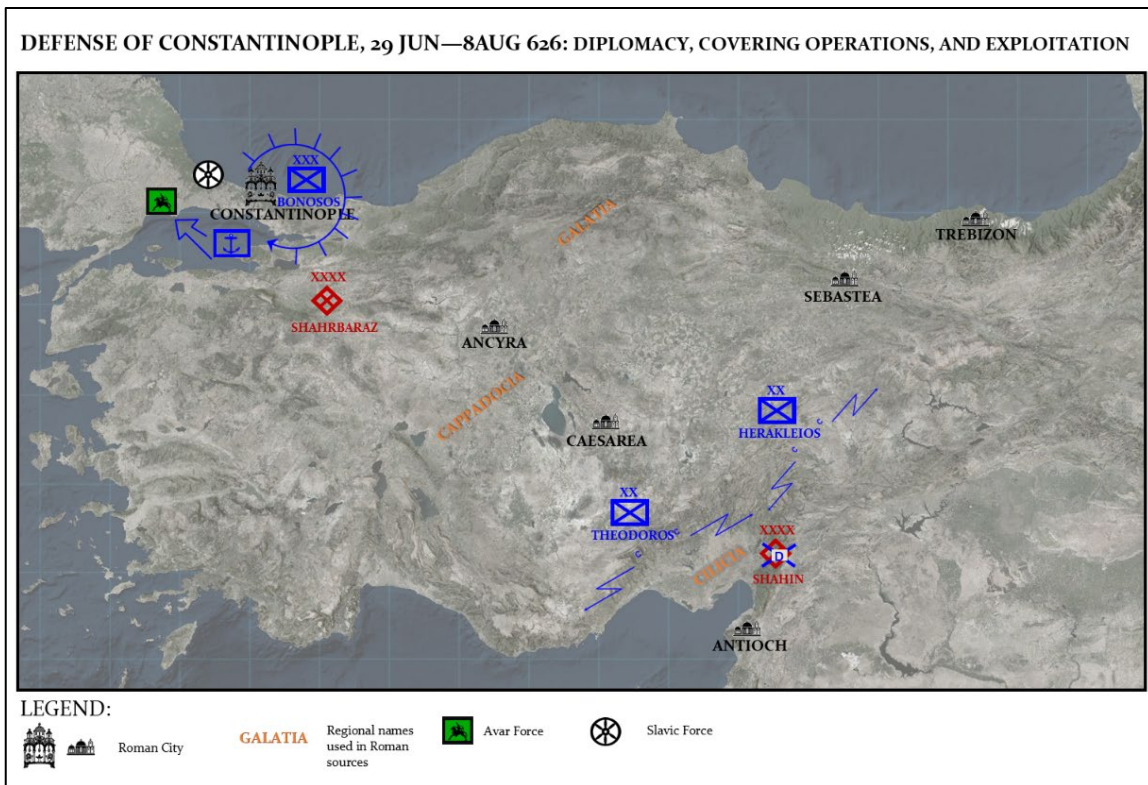 DEFENSE OF CONSTANTINOPLE, 29 JUN—8AUG 626: DIPLOMACY, COVERING OPERATIONS, AND EXPLOITATION
XXX
BONOSOS
CONSTANTINOPLE
GALATIA
TREBIZON
XXXX
SHAHRBARAZ
SEBASTEA
ANCYRA
CAPPADOCIA
XX
HERAKLEIOS
C
C
CAESAREA
XX
THEODOROS
C
C
XXXX
D
SHAHIN
CILICIA
ANTIOCH
LEGEND:
Roman City
GALATIA
Regional names
used in Roman
sources
Avar Force
Slavic Force